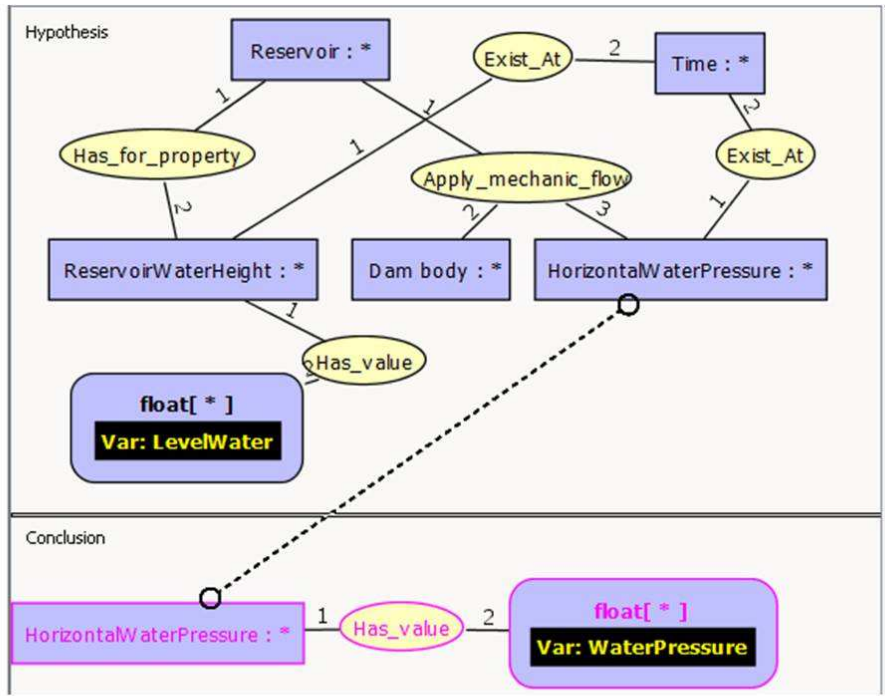 Hypothesis
Reservoir : *
Exist_At
2
Time : *
1
1
2
1
Has_for_property
Apply_mechanic_flow
Exist_At
2
2
3
1
ReservoirWaterHeight : *
Dam body : *
HorizontalWaterPressure : *
1
Has_value
2
float[ * ]
Var: LevelWater
Conclusion
HorizontalWaterPressure : *
1
Has_value
2
float[ * ]
Var: WaterPressure